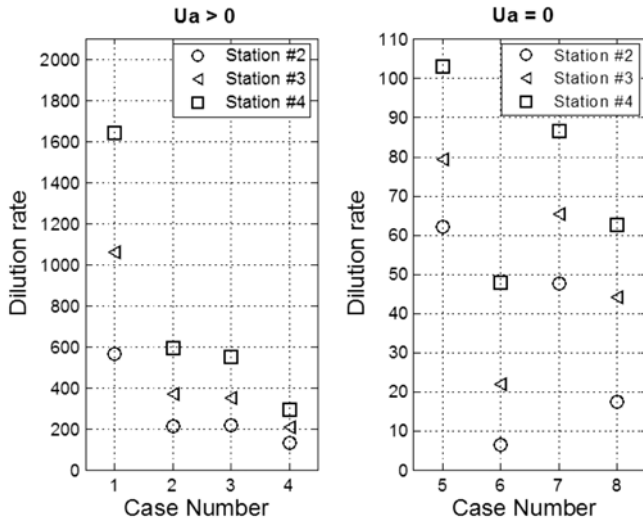 Ua > 0
2000
1800
1600
1400
1200
1000
800
600
400
200
0
Dilution rate
Station #2
Station #3
Station #4
1 2 3 4
Case Number
Ua = 0
110
100
90
80
70
60
50
40
30
20
10
0
Dilution rate
Station #2
Station #3
Station #4
5 6 7 8
Case Number